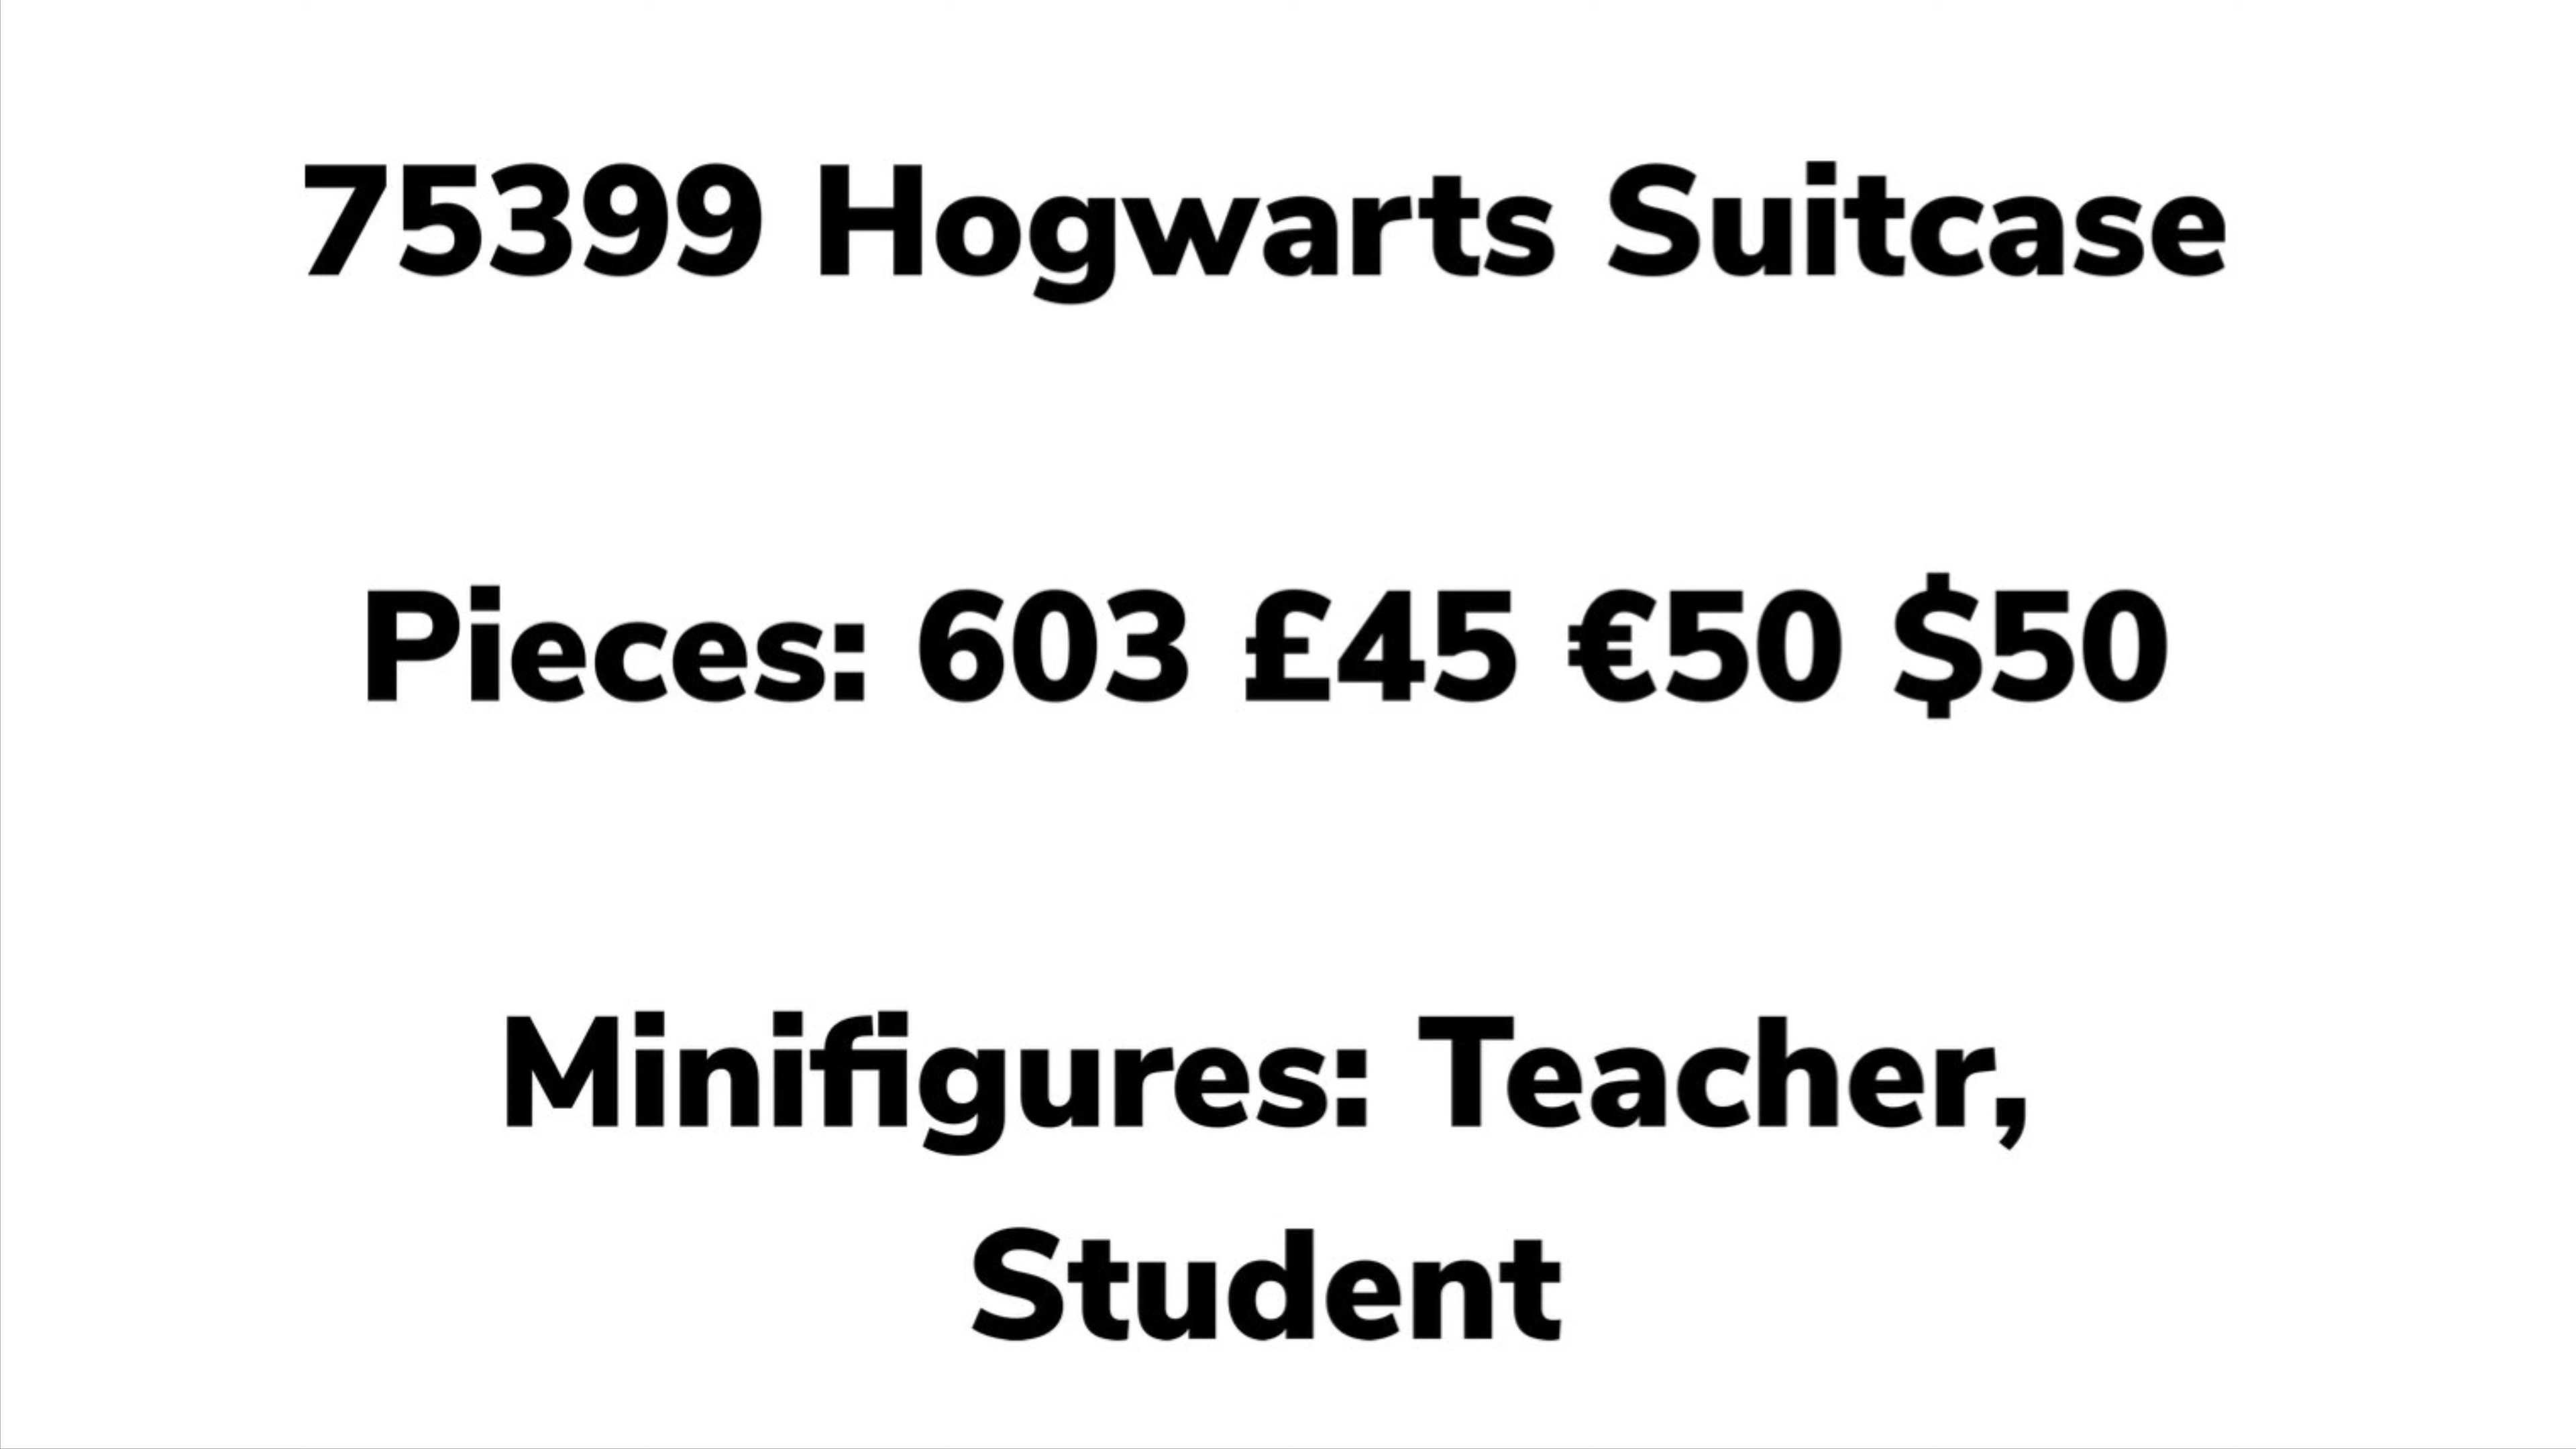 75399 Hogwarts Suitcase
Pieces: 603 £45 €50 $50
Minifigures: Teacher,
Student